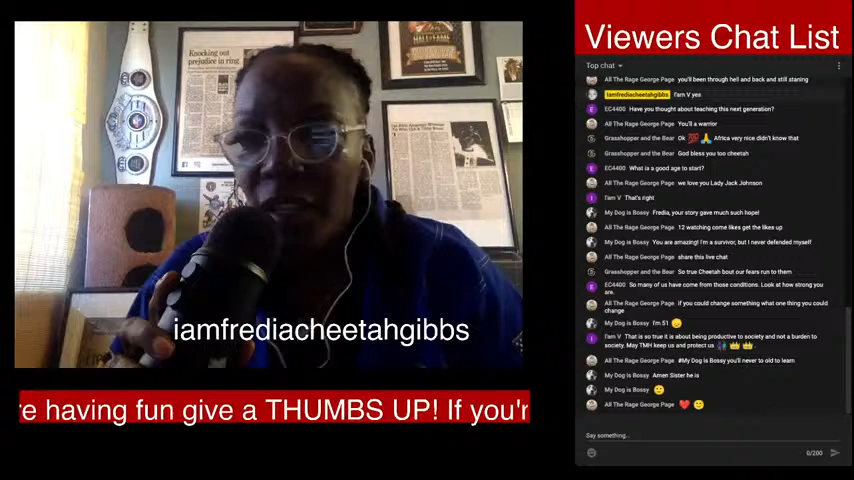 Knocking out
prejudice in ring
HALL OF FAME
iamfrediacheetahgibbs
re having fun give a THUMBS UP! If you'r
Viewers Chat List
Top chat
All The Rage George Page you'll been through hell and back and still staning
iamfrediacheetahgibbs I'am V yes
EC4400 Have you thought about teaching this next generation?
All The Rage George Page You'll a warrior
Grasshopper and the Bear Ok 💯🙏 Africa very nice didn't know that
Grasshopper and the Bear God bless you too cheetah
EC4400 What is a good age to start?
All The Rage George Page we love you Lady Jack Johnson
I'am V That's right
My Dog is Bossy Fredia, your story gave much such hope!
All The Rage George Page 12 watching come likes get the likes up
My Dog is Bossy You are amazing! I'm a survivor, but I never defended myself
All The Rage George Page share this live chat
Grasshopper and the Bear So true Cheetah bout our fears run to them
EC4400 So many of us have come from those conditions. Look at how strong you
are.
All The Rage George Page if you could change something what one thing you could
change
My Dog is Bossy I'm 51
I'am V That is so true it is about being productive to society and not a burden to
society. May TMH keep us and protect us
All The Rage George Page #My Dog is Bossy you'll never to old to learn
My Dog is Bossy Amen Sister he is
My Dog is Bossy
All The Rage George Page
Say something...
0/200